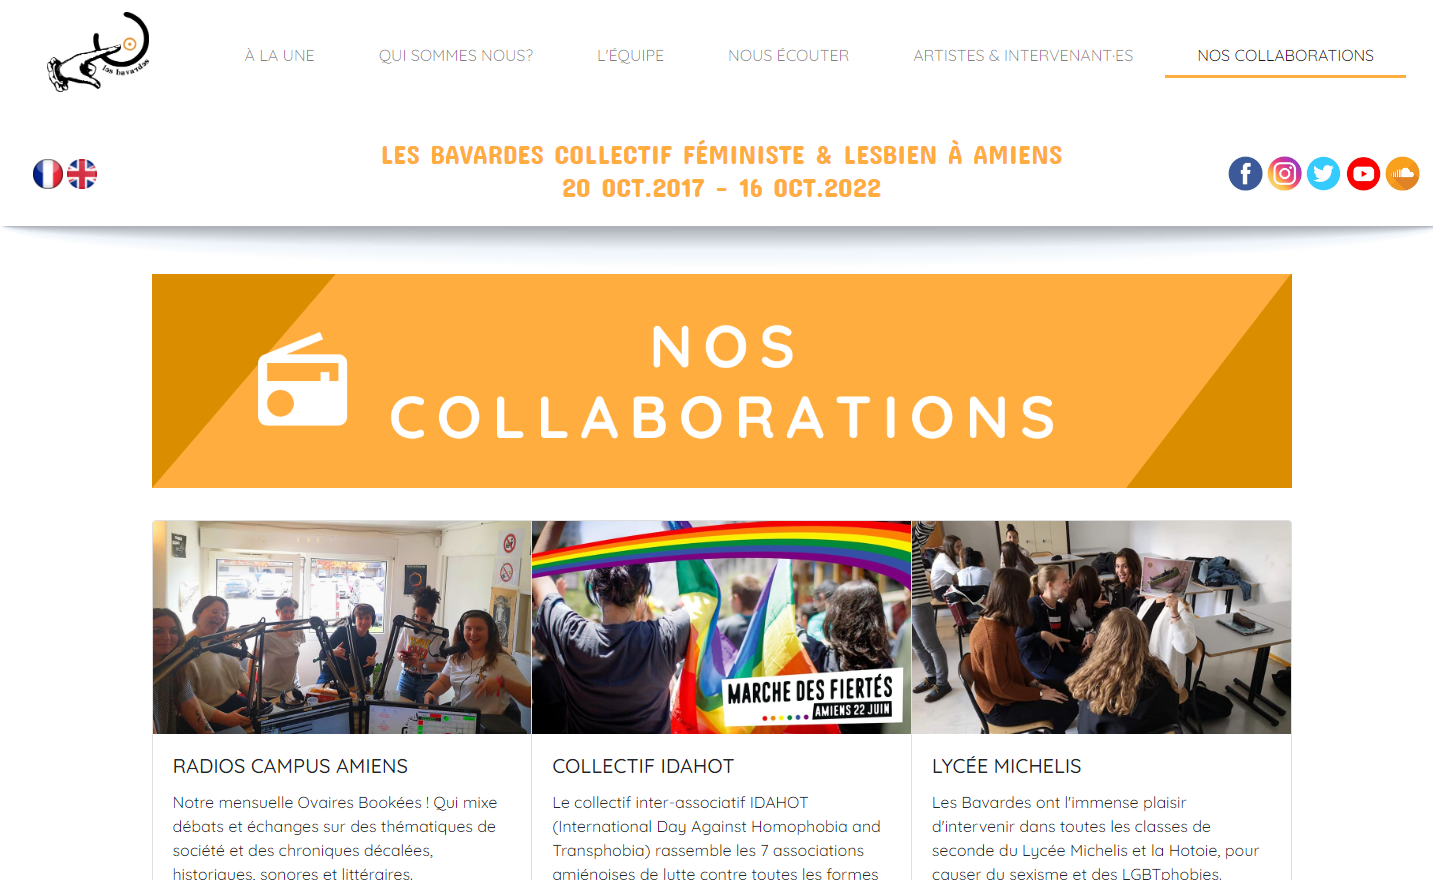 les bavardes
À LA UNE
QUI SOMMES NOUS?
L'ÉQUIPE
NOUS ÉCOUTER
ARTISTES & INTERVENANT·ES
NOS COLLABORATIONS
LES BAVARDES COLLECTIF FÉMINISTE & LESBIEN À AMIENS
20 OCT.2017 - 16 OCT.2022
NOS
COLLABORATIONS
MARCHE DES FIERTÉS
AMIENS 22 JUIN
RADIOS CAMPUS AMIENS
Notre mensuelle Ovaires Bookées ! Qui mixe
débats et échanges sur des thématiques de
société et des chroniques décalées,
historiques, sonores et littéraires.
COLLECTIF IDAHOT
Le collectif inter-associatif IDAHOT
(International Day Against Homophobia and
Transphobia) rassemble les 7 associations
amiénoises de lutte contre toutes les formes
LYCÉE MICHELIS
Les Bavardes ont l'immense plaisir
d'intervenir dans toutes les classes de
seconde du Lycée Michelis et la Hotoie, pour
causer du sexisme et des LGBTphobies.